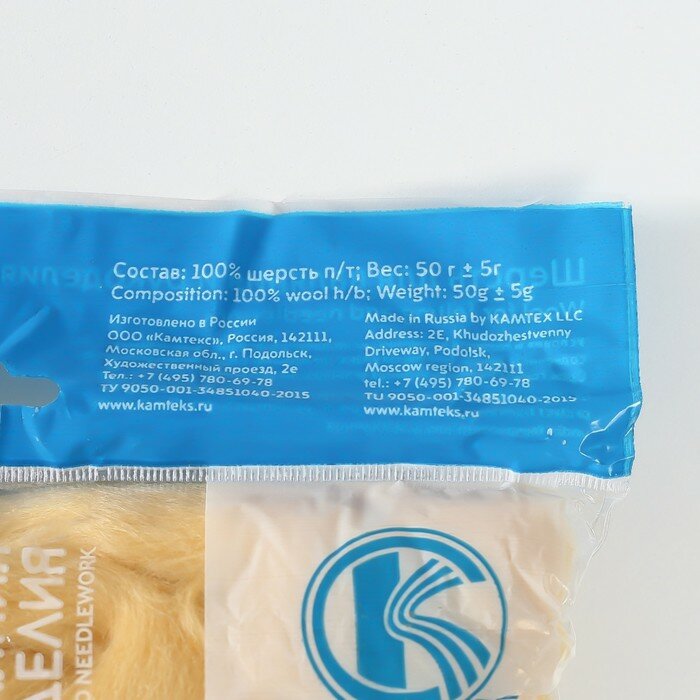 Состав: 100% шерсть п/т; Вес: 50 г ± 5г
Composition: 100% wool h/b; Weight: 50g ± 5g
Изготовлено в России
ООО «Камтекс», Россия, 142111,
Московская обл., г. Подольск,
Художественный проезд, 2е
Тел.: +7 (495) 780-69-78
ТУ 9050-001-34851040-2015
www.kamteks.ru
Made in Russia by KAMTEX LLC
Address: 2E, Khudozhestvenny
Driveway, Podolsk,
Moscow region, 142111
tel.: +7 (495) 780-69-78
TU 9050-001-34851040-2015
www.kamteks.ru
ДЕЛИЯ
D NEEDLEWORK
К